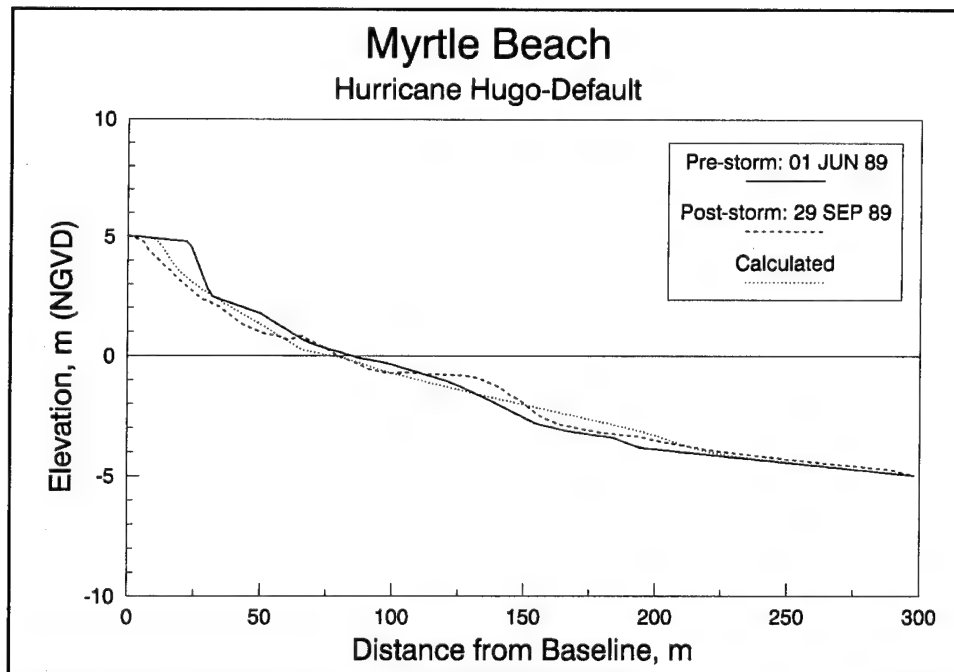 Myrtle Beach
Hurricane Hugo-Default
10
5
0
-5
-10
Elevation, m (NGVD)
Pre-storm: 01 JUN 89
Post-storm: 29 SEP 89
Calculated
0 50 100 150 200 250 300
Distance from Baseline, m